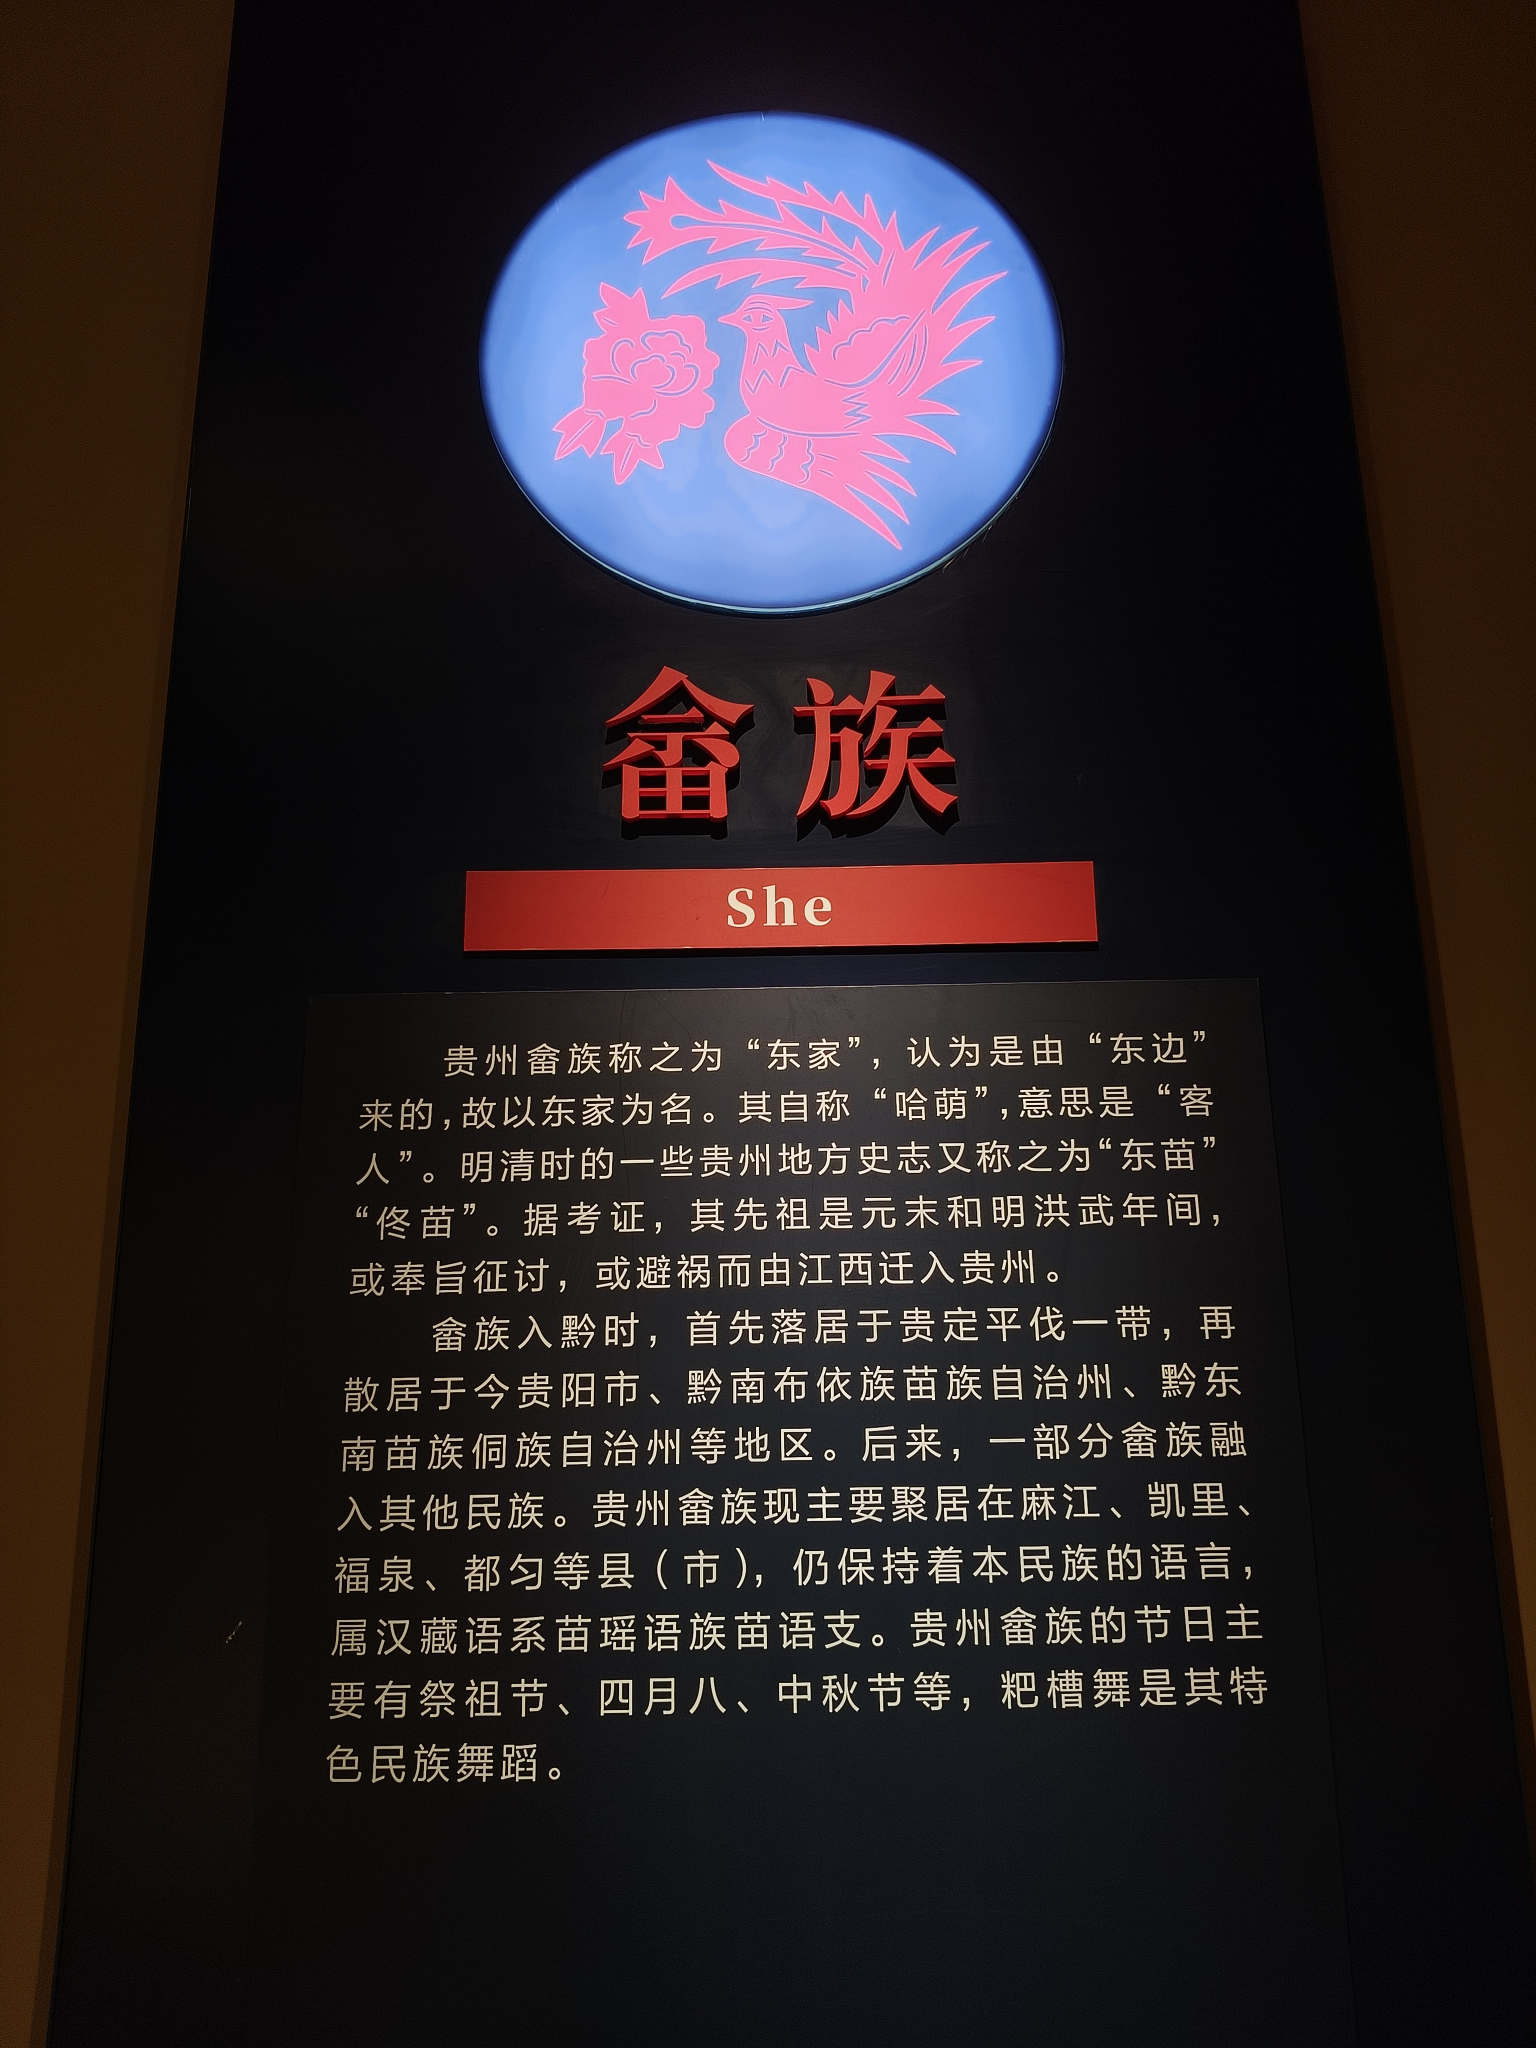 畲族
She
贵州畲族称之为“东家”，认为是由“东边”
来的，故以东家为名。其自称“哈萌”，意思是“客
人”。明清时的一些贵州地方史志又称之为“东苗”
“佟苗”。据考证，其先祖是元末和明洪武年间，
或奉旨征讨，或避祸而由江西迁入贵州。
畲族入黔时，首先落居于贵定平伐一带，再
散居于今贵阳市、黔南布依族苗族自治州、黔东
南苗族侗族自治州等地区。后来，一部分畲族融
入其他民族。贵州畲族现主要聚居在麻江、凯里、
福泉、都匀等县（市），仍保持着本民族的语言，
属汉藏语系苗瑶语族苗语支。贵州畲族的节日主
要有祭祖节、四月八、中秋节等，粑槽舞是其特
色民族舞蹈。